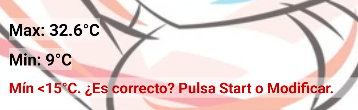 Max: 32.6°C
Min: 9°C
Mín <15°C. ¿Es correcto? Pulsa Start o Modificar.